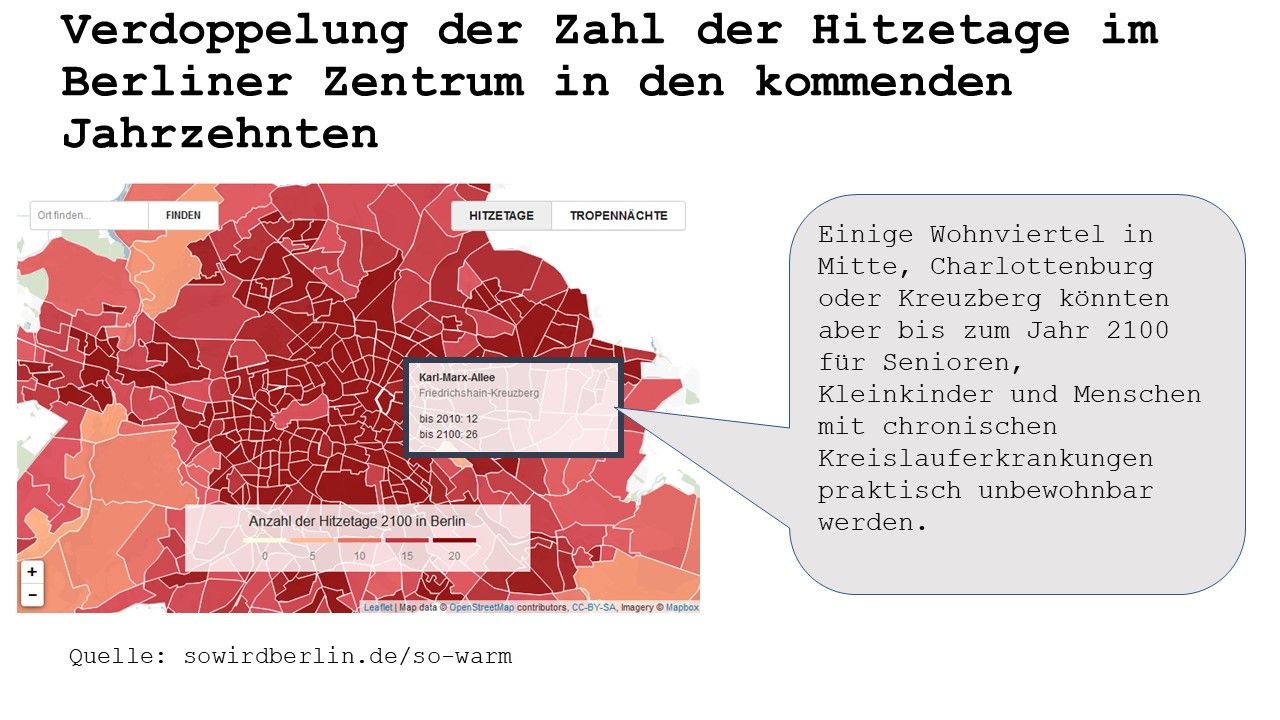 Verdoppelung der Zahl der Hitzetage im
Berliner Zentrum in den kommenden
Jahrzehnten
Ort finden...
FINDEN
HITZETAGE
TROPENNÄCHTE
Karl-Marx-Allee
Friedrichshain-Kreuzberg
bis 2010: 12
bis 2100: 26
Anzahl der Hitzetage 2100 in Berlin
0 5 10 15 20
+
−
Leaflet | Map data © OpenStreetMap contributors, CC-BY-SA, Imagery © Mapbox
Einige Wohnviertel in
Mitte, Charlottenburg
oder Kreuzberg könnten
aber bis zum Jahr 2100
für Senioren,
Kleinkinder und Menschen
mit chronischen
Kreislauferkrankungen
praktisch unbewohnbar
werden.
Quelle: sowirdberlin.de/so-warm